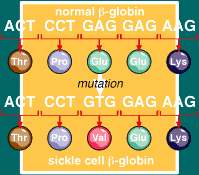 normal β-globin
ACT CCT GAG GAG AAG
Thr Pro Glu Glu Lys
mutation
ACT CCT GTG GAG AAG
Thr Pro Val Glu Lys
sickle cell β-globin